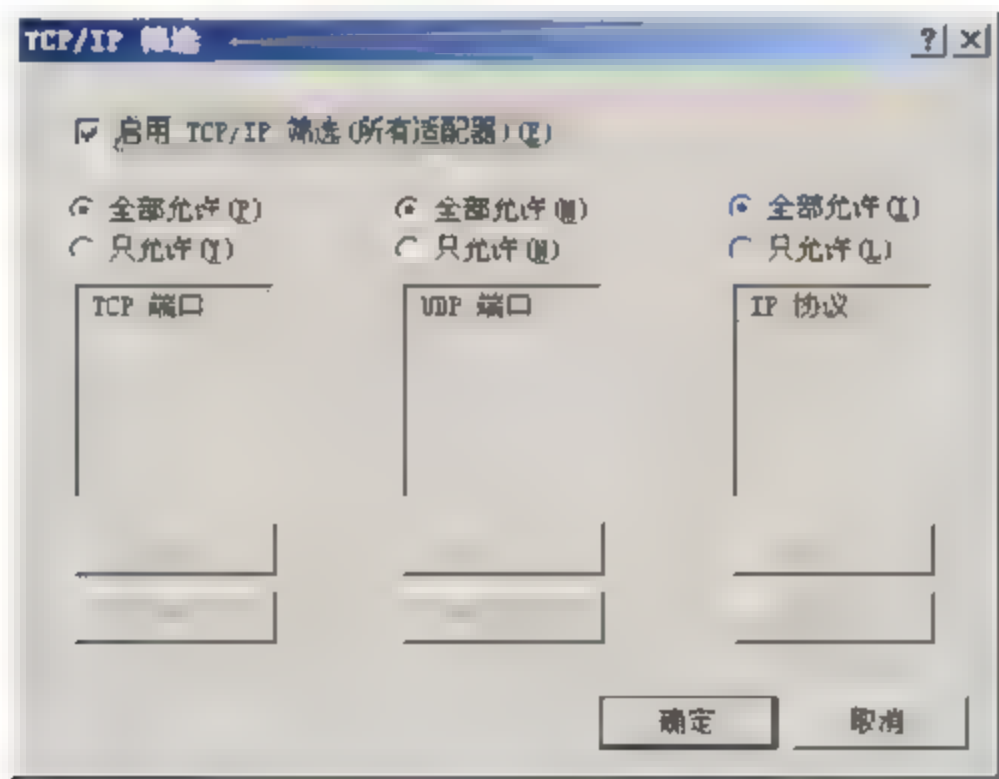 TCP/IP 筛选
启用 TCP/IP 筛选(所有适配器)(E)
全部允许(P) 全部允许(M) 全部允许(I)
只允许(Y) 只允许(N) 只允许(L)
TCP 端口 UDP 端口 IP 协议
确定 取消